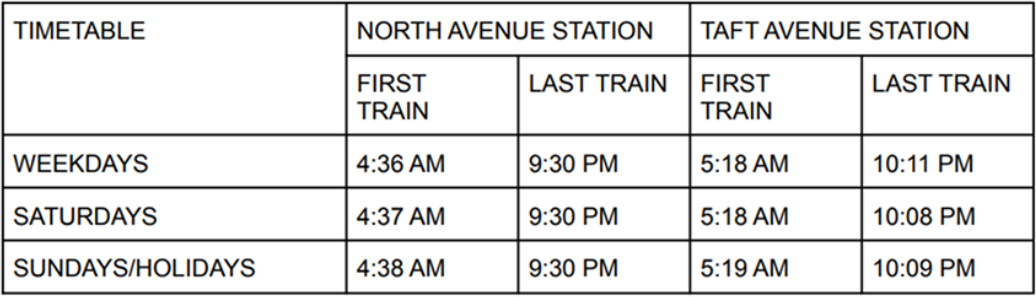 TIMETABLE NORTH AVENUE STATION TAFT AVENUE STATION
FIRST TRAIN LAST TRAIN FIRST TRAIN LAST TRAIN
WEEKDAYS 4:36 AM 9:30 PM 5:18 AM 10:11 PM
SATURDAYS 4:37 AM 9:30 PM 5:18 AM 10:08 PM
SUNDAYS/HOLIDAYS 4:38 AM 9:30 PM 5:19 AM 10:09 PM